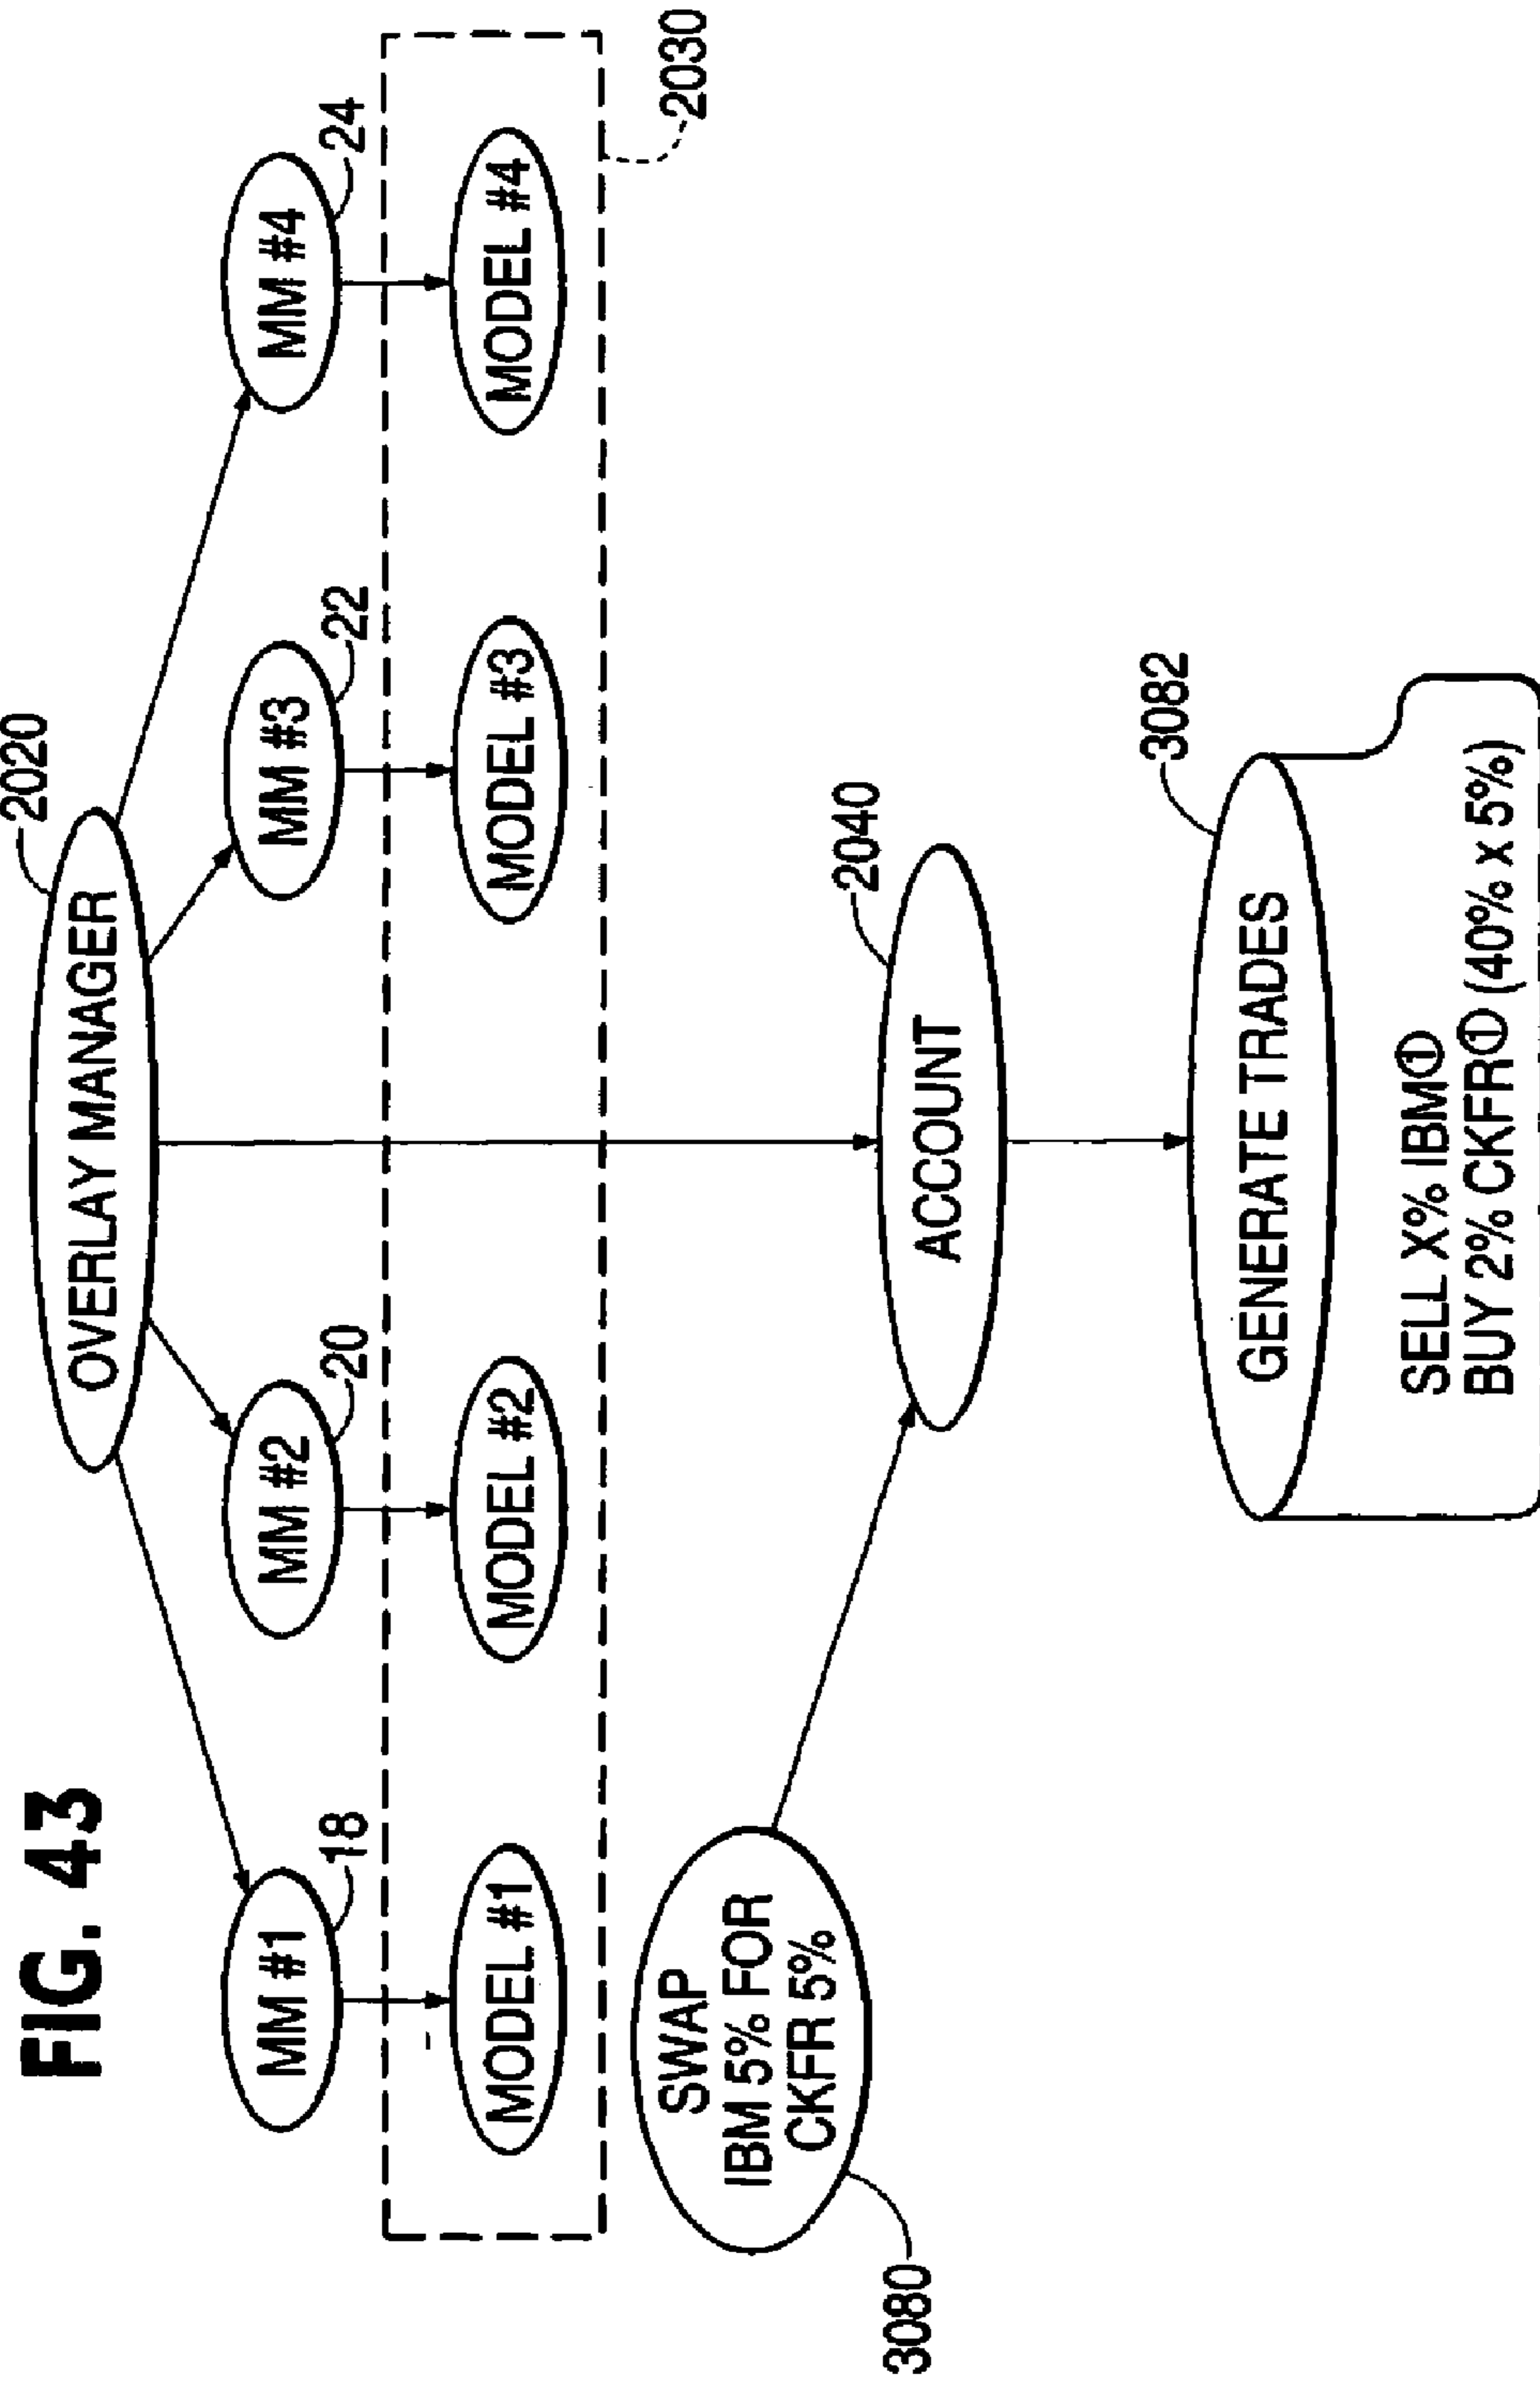 FIG. 43
2020
OVERLAY MANAGER
MM #1
18
MM #2
20
MM #3
22
MM #4
24
MODEL #1
MODEL #2
MODEL #3
MODEL #4
2030
SWAP
IBM 5% FOR
CKFR 5%
3080
2040
ACCOUNT
3082
GENERATE TRADES
SELL X% IBM①
BUY 2% CKFR① (40% x 5%)